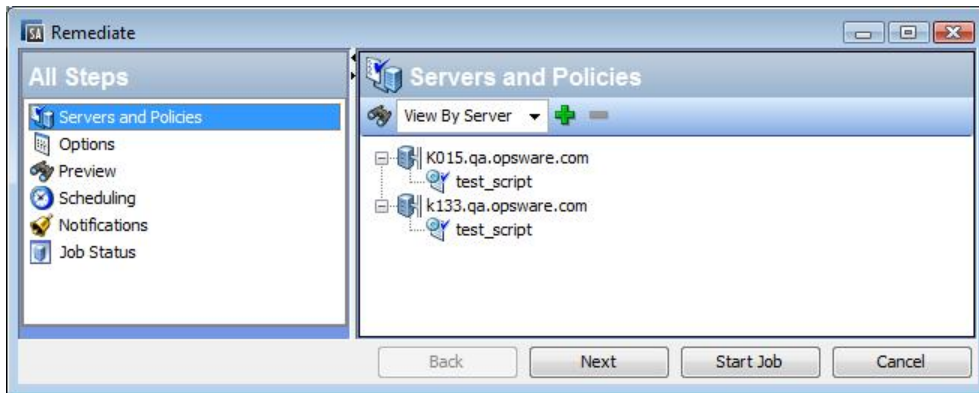 SA Remediate
All Steps
Servers and Policies
Options
Preview
Scheduling
Notifications
Job Status
Servers and Policies
View By Server
K015.qa.opsware.com
test_script
k133.qa.opsware.com
test_script
Back Next Start Job Cancel